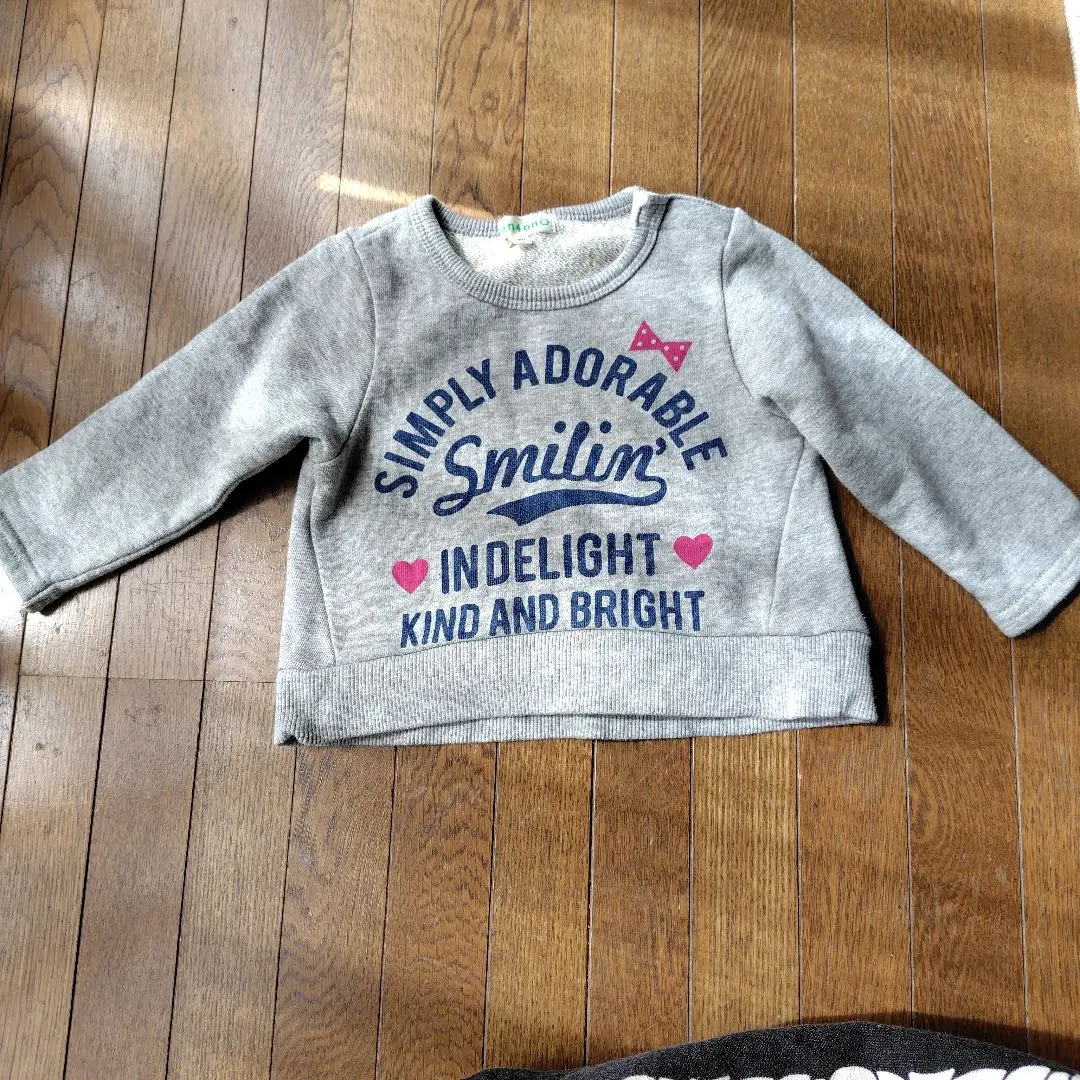 SIMPLY ADORABLE
Smilin'
INDELIGHT
KIND AND BRIGHT